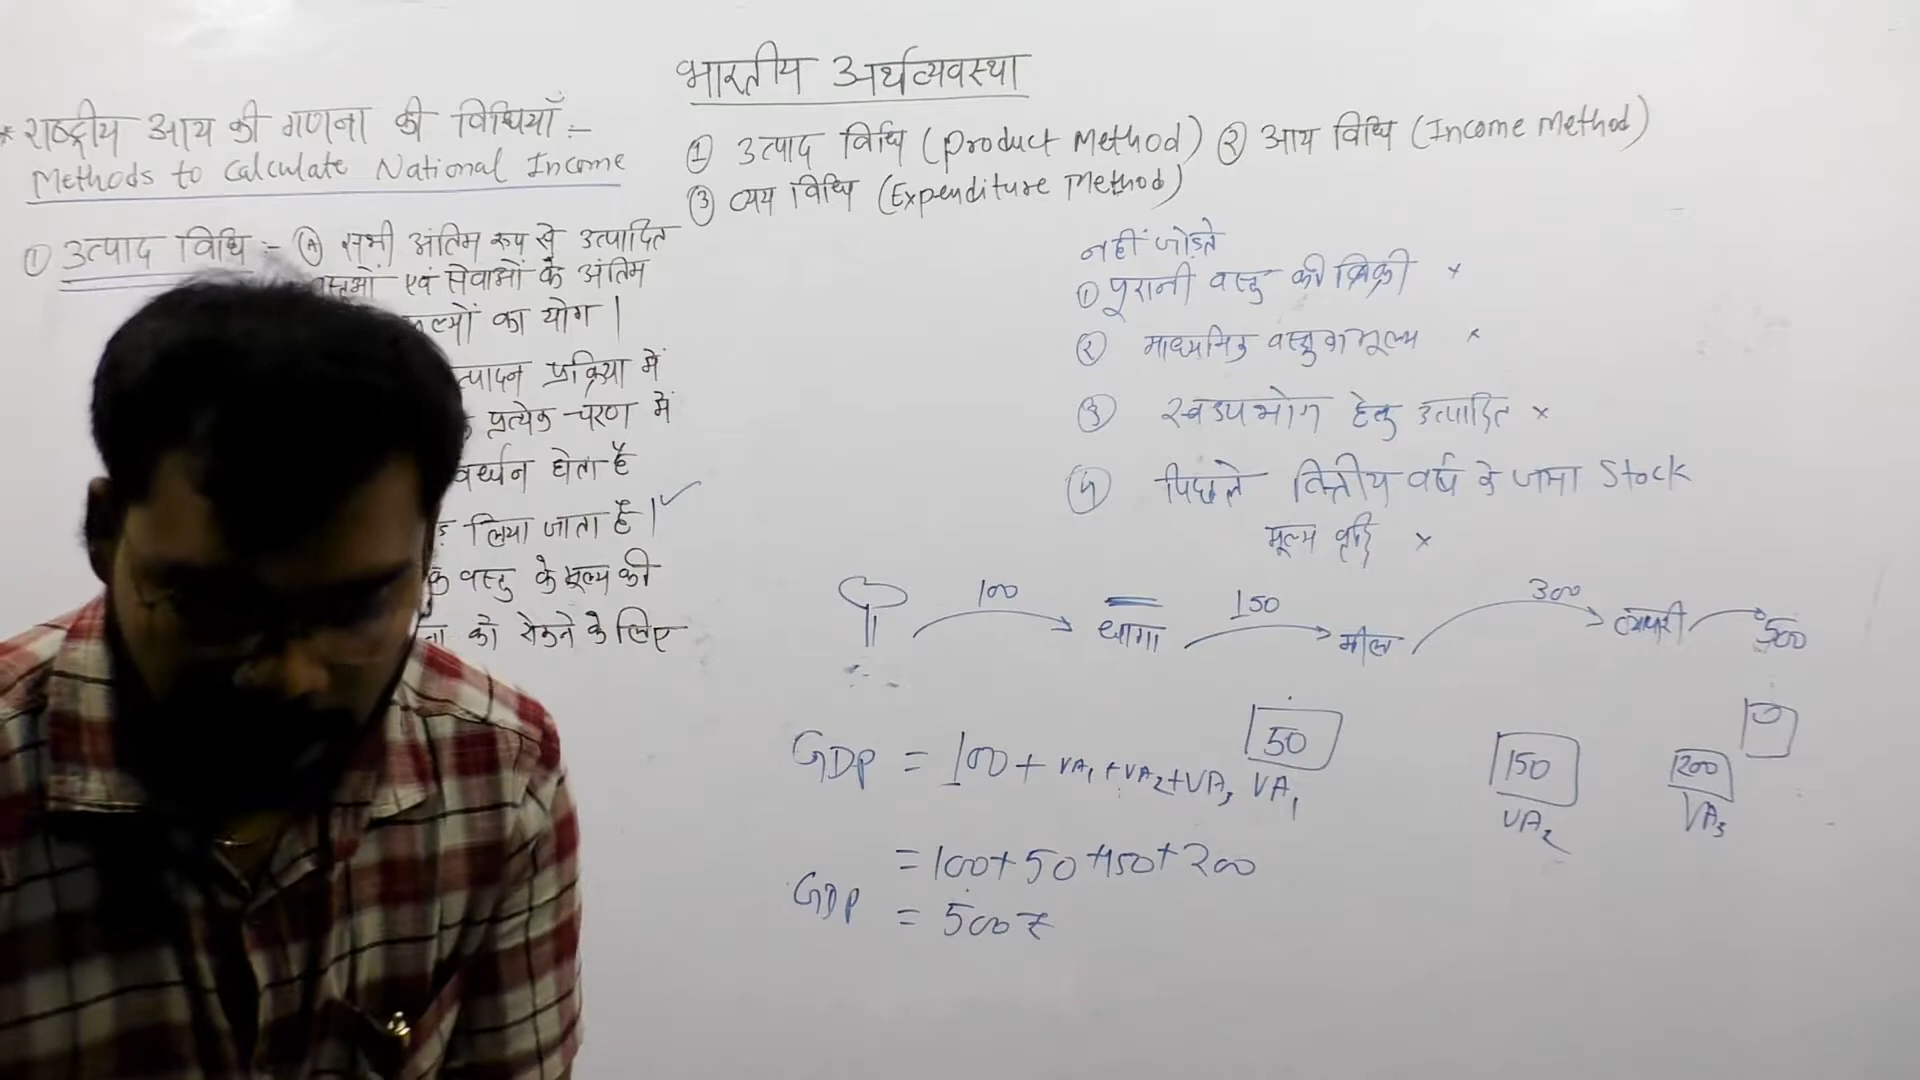 भारतीय अर्थव्यवस्था
* राष्ट्रीय आय की गणना की विधियाँ :-
Methods to Calculate National Income
① उत्पाद विधि (Product Method) ② आय विधि (Income Method)
③ व्यय विधि (Expenditure Method)
① उत्पाद विधि :- Ⓐ सभी अंतिम रूप से उत्पादित
वस्तुओं एवं सेवाओं के अंतिम
मूल्यों का योग |
त्पादन प्रक्रिया में
प्रत्येक चरण में
वर्धन होता है
लिया जाता है | ✓
वस्तु के मूल्य की
को रोकने के लिए
नहीं जोड़ते
① पूरानी वस्तु की बिक्री ×
② माध्यमिक वस्तु का मूल्य ×
③ स्वउपभोग हेतु उत्पादित ×
④ पिछले वित्तीय वर्ष के जमा Stock
मूल्य वृद्धि ×
100 धागा 150 मील 300 व्यापारी 500
50
VA₁
150
VA₂
200
VA₃
GDP = 100 + VA₁ + VA₂ + VA₃
= 100 + 50 + 150 + 200
GDP = 500 ₹